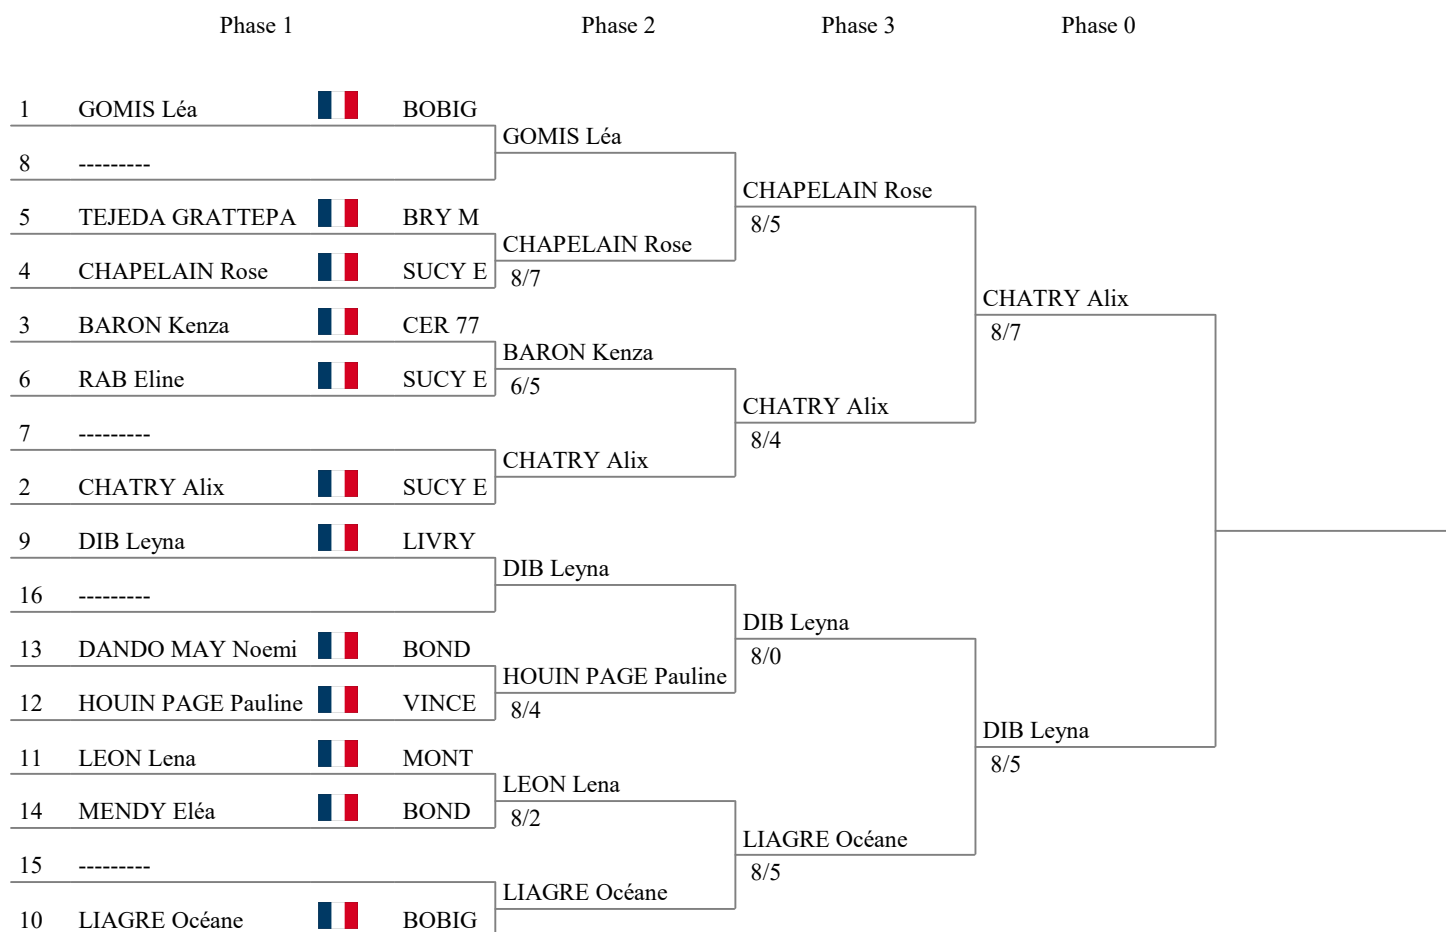 Phase 1 Phase 2 Phase 3 Phase 0
1 GOMIS Léa BOBIG
GOMIS Léa
8 ---------
CHAPELAIN Rose
8/5
5 TEJEDA GRATTEPA BRY M
CHAPELAIN Rose
8/7
4 CHAPELAIN Rose SUCY E
CHATRY Alix
8/7
3 BARON Kenza CER 77
BARON Kenza
6/5
6 RAB Eline SUCY E
CHATRY Alix
8/4
7 ---------
CHATRY Alix
2 CHATRY Alix SUCY E
9 DIB Leyna LIVRY
DIB Leyna
16 ---------
DIB Leyna
8/0
13 DANDO MAY Noemi BOND
HOUIN PAGE Pauline
8/4
12 HOUIN PAGE Pauline VINCE
DIB Leyna
8/5
11 LEON Lena MONT
LEON Lena
8/2
14 MENDY Eléa BOND
LIAGRE Océane
8/5
15 ---------
LIAGRE Océane
10 LIAGRE Océane BOBIG